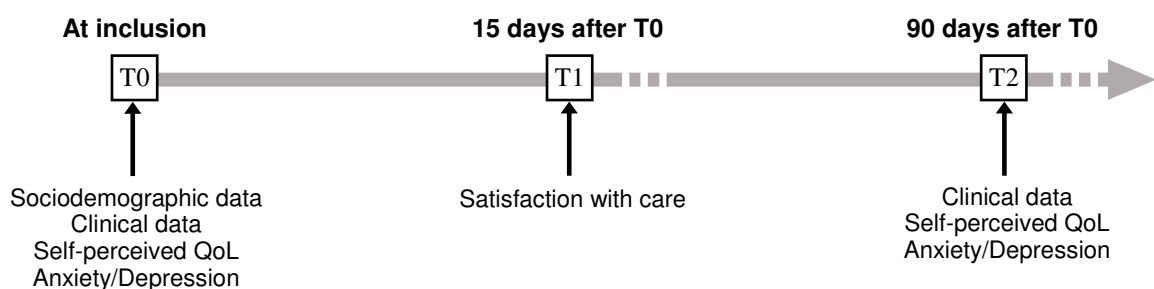 At inclusion
15 days after T0
90 days after T0
T0
T1
T2
Sociodemographic data
Clinical data
Self-perceived QoL
Anxiety/Depression
Satisfaction with care
Clinical data
Self-perceived QoL
Anxiety/Depression